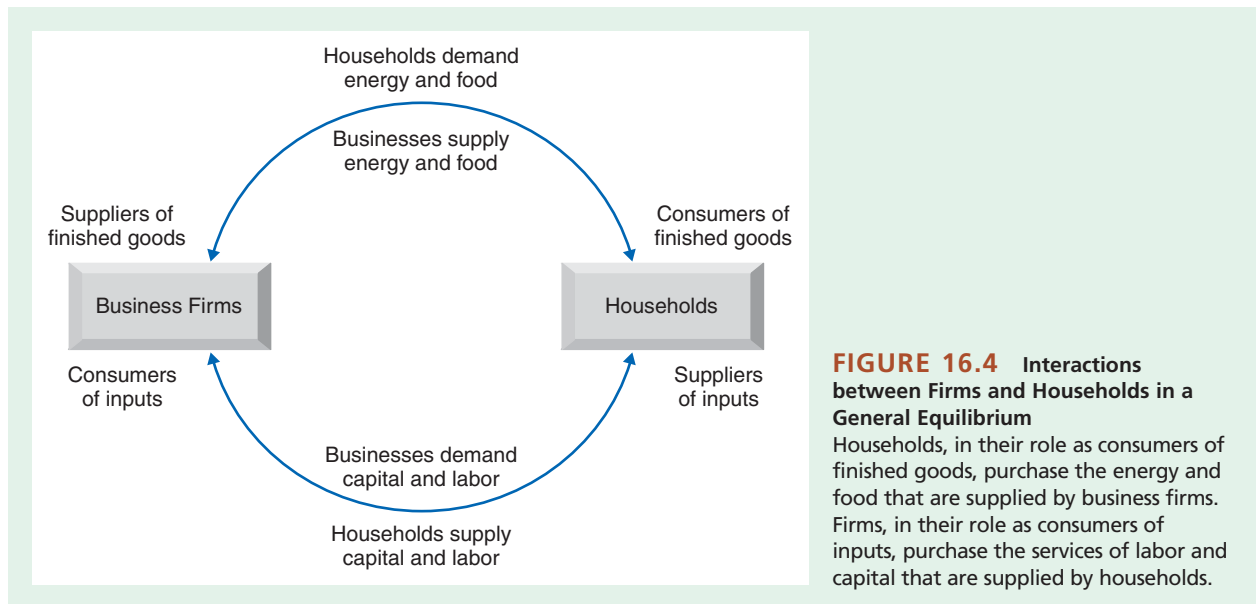 Households demand
energy and food
Businesses supply
energy and food
Suppliers of
finished goods
Consumers of
finished goods
Business Firms
Households
Consumers
of inputs
Suppliers
of inputs
Businesses demand
capital and labor
Households supply
capital and labor
FIGURE 16.4 Interactions
between Firms and Households in a
General Equilibrium
Households, in their role as consumers of
finished goods, purchase the energy and
food that are supplied by business firms.
Firms, in their role as consumers of
inputs, purchase the services of labor and
capital that are supplied by households.